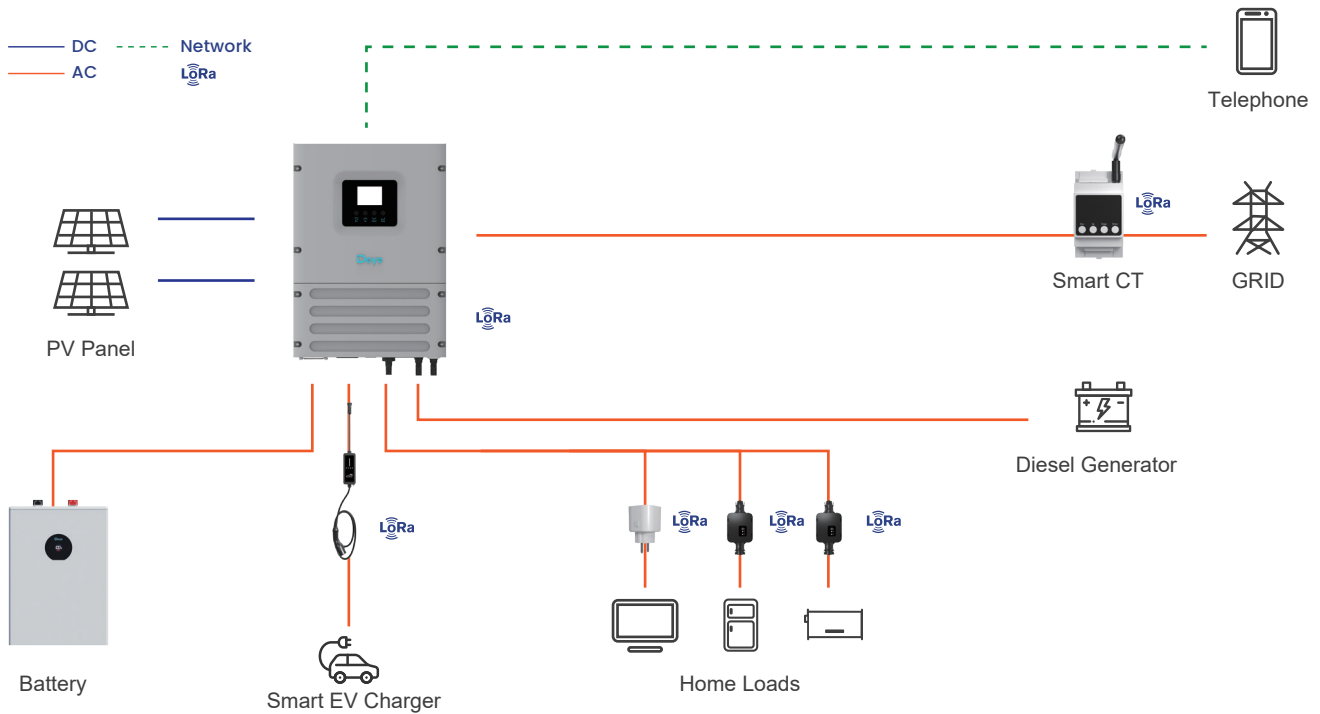 DC
Network
AC
LoRa
Telephone
LoRa
Deye
Smart CT
GRID
LoRa
PV Panel
Diesel Generator
LoRa
LoRa
LoRa
LoRa
Battery
Smart EV Charger
Home Loads